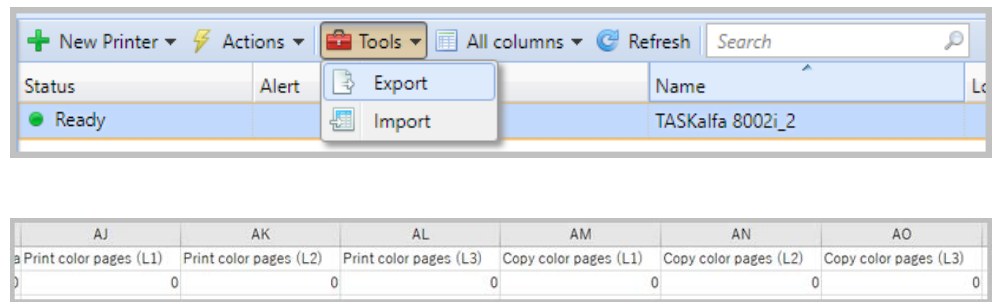 New Printer Actions Tools All columns Refresh Search
Status Alert Export Name
Ready Import TASKalfa 8002i_2
AJ AK AL AM AN AO
Print color pages (L1) Print color pages (L2) Print color pages (L3) Copy color pages (L1) Copy color pages (L2) Copy color pages (L3)
0 0 0 0 0 0